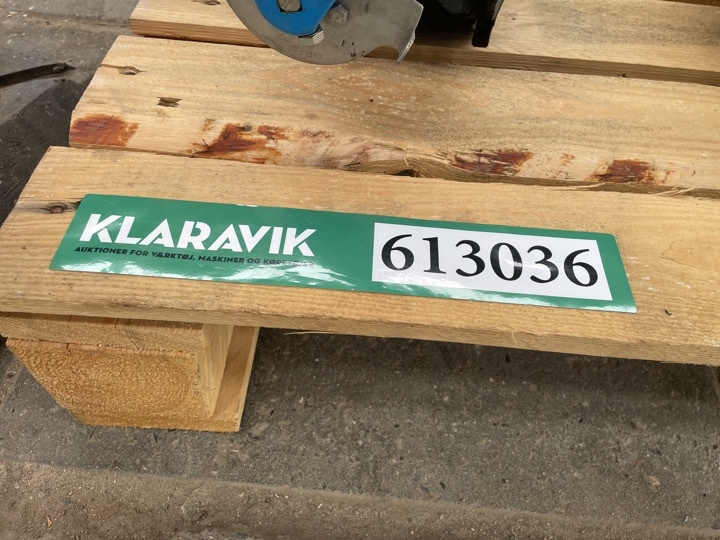 KLARAVIK
AUKTIONER FOR VÆRKTØJ, MASKINER OG
613036